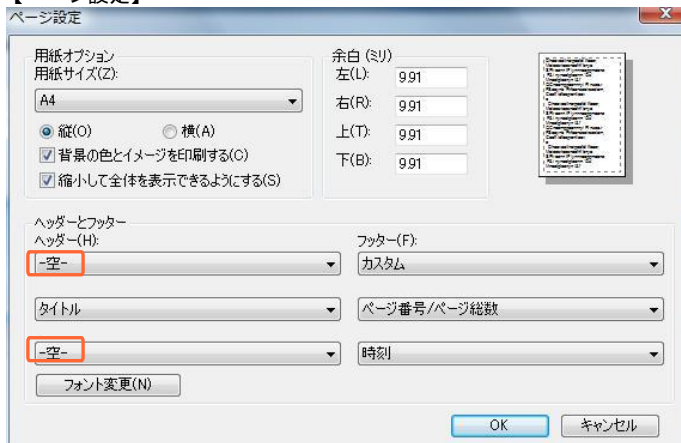 ページ設定
用紙オプション
用紙サイズ(Z):
A4
縦(O)
横(A)
背景の色とイメージを印刷する(C)
縮小して全体を表示できるようにする(S)
余白 (ミリ)
左(L): 9.91
右(R): 9.91
上(T): 9.91
下(B): 9.91
ヘッダーとフッター
ヘッダー(H):
フッター(F):
-空-
カスタム
タイトル
ページ番号/ページ総数
-空-
時刻
フォント変更(N)
OK
キャンセル